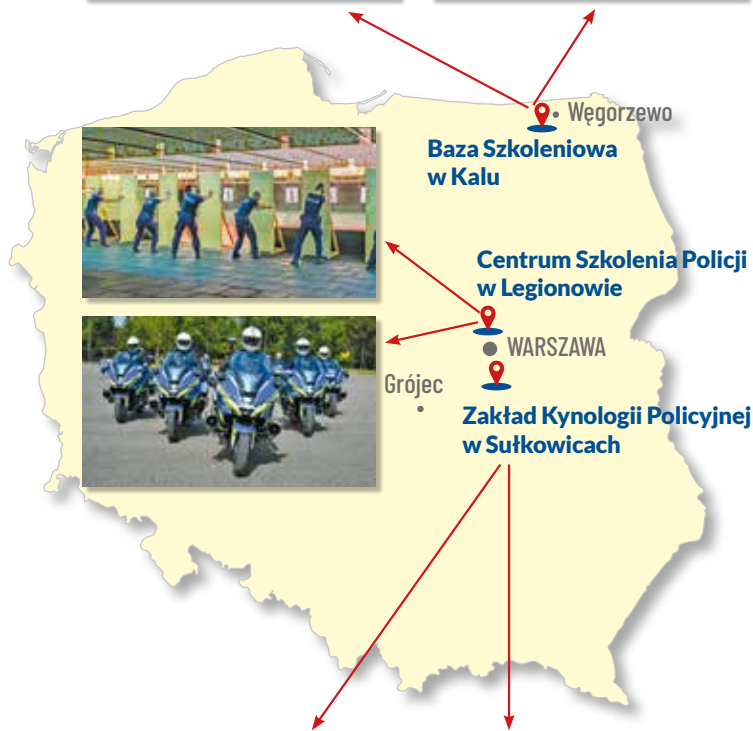 Węgorzewo
Baza Szkoleniowa
w Kalu
Centrum Szkolenia Policji
w Legionowie
WARSZAWA
Grójec
Zakład Kynologii Policyjnej
w Sułkowicach